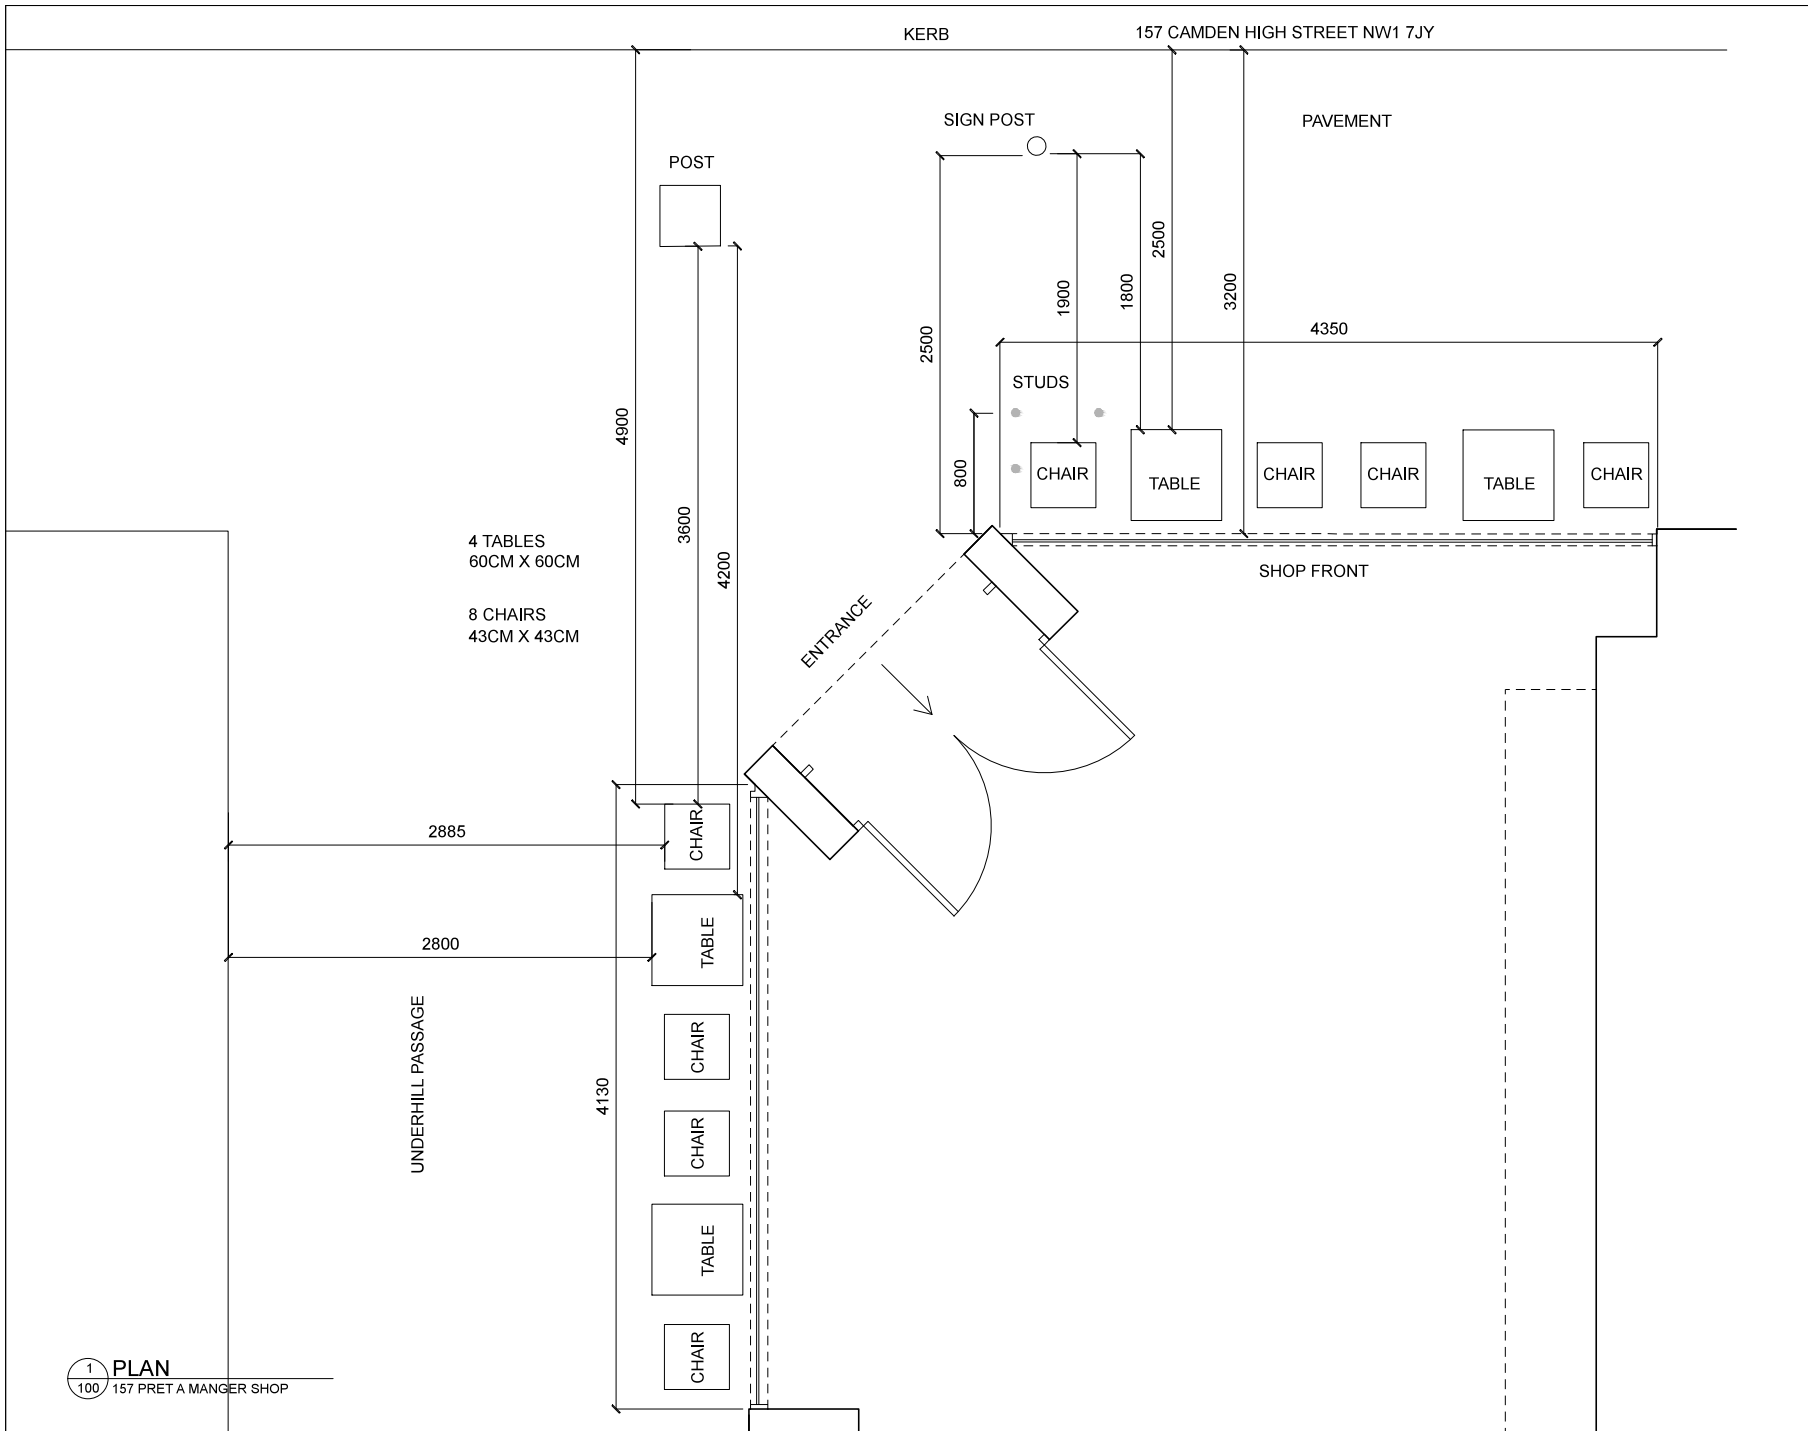 KERB
157 CAMDEN HIGH STREET NW1 7JY
SIGN POST
PAVEMENT
POST
2500
1900
1800
2500
3200
4350
STUDS
4900
800
CHAIR
TABLE
CHAIR
CHAIR
TABLE
CHAIR
3600
4200
4 TABLES
60CM X 60CM
8 CHAIRS
43CM X 43CM
SHOP FRONT
ENTRANCE
2885
CHAIR
2800
TABLE
UNDERHILL PASSAGE
CHAIR
4130
CHAIR
TABLE
CHAIR
1
100
PLAN
157 PRET A MANGER SHOP